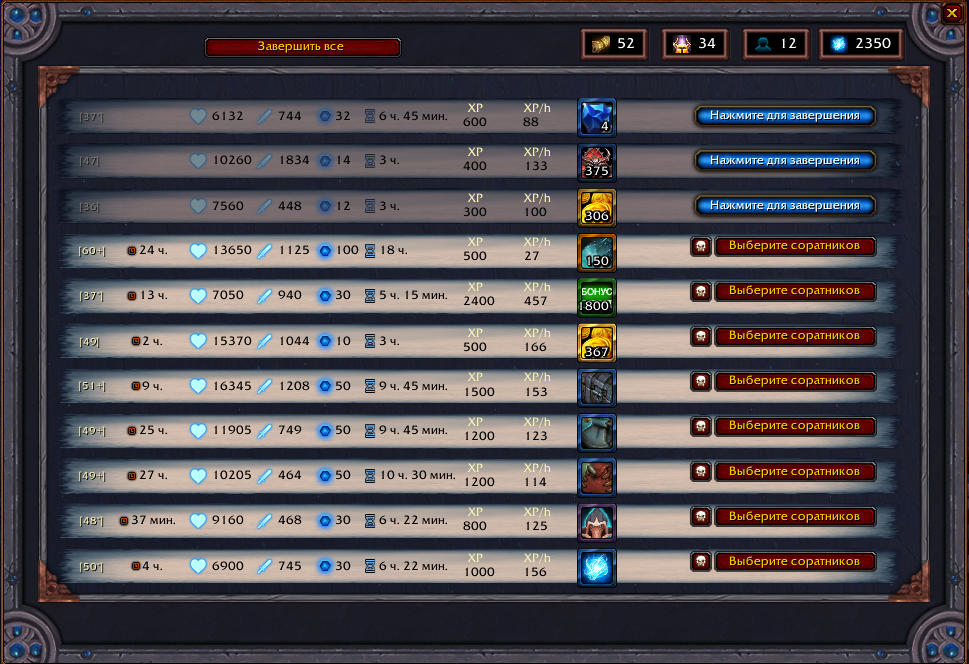 Завершить все 52 34 12 2350
[37*] 6132 744 32 6 ч. 45 мин. XP 600 XP/h 88 4 Нажмите для завершения
[47] 10260 1834 14 3 ч. XP 400 XP/h 133 375 Нажмите для завершения
[36] 7560 448 12 3 ч. XP 300 XP/h 100 306 Нажмите для завершения
[60+] 24 ч. 13650 1125 100 18 ч. XP 500 XP/h 27 150 Выберите соратников
[37*] 13 ч. 7050 940 30 5 ч. 15 мин. XP 2400 XP/h 457 БОНУС 1800 Выберите соратников
[49] 2 ч. 15370 1044 10 3 ч. XP 500 XP/h 166 367 Выберите соратников
[51+] 9 ч. 16345 1208 50 9 ч. 45 мин. XP 1500 XP/h 153 Выберите соратников
[49+] 25 ч. 11905 749 50 9 ч. 45 мин. XP 1200 XP/h 123 Выберите соратников
[49+] 27 ч. 10205 464 50 10 ч. 30 мин. XP 1200 XP/h 114 Выберите соратников
[48*] 37 мин. 9160 468 30 6 ч. 22 мин. XP 800 XP/h 125 Выберите соратников
[50*] 4 ч. 6900 745 30 6 ч. 22 мин. XP 1000 XP/h 156 Выберите соратников